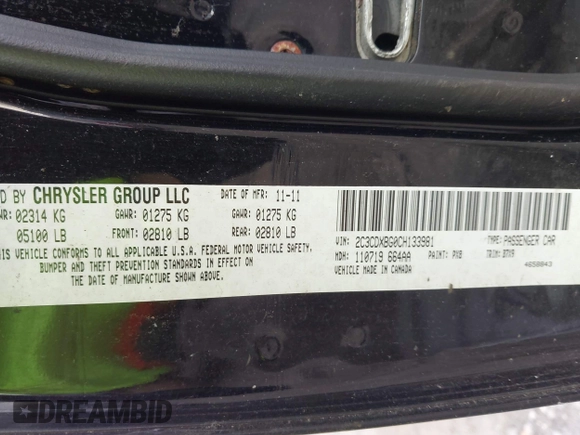 D BY CHRYSLER GROUP LLC
DATE OF MFR: 11-11
WR: 02314 KG GAWR: 01275 KG GAWR: 01275 KG
05100 LB FRONT: 02810 LB REAR: 02810 LB
THIS VEHICLE CONFORMS TO ALL APPLICABLE U.S.A. FEDERAL MOTOR VEHICLE SAFETY,
BUMPER AND THEFT PREVENTION STANDARDS IN EFFECT ON THE DATE OF
MANUFACTURE SHOWN ABOVE.
VIN: 2C3CDXBG0CH133981 TYPE: PASSENGER CAR
MDH: 110719 664AA PAINT: PXB TRIM:
VEHICLE MADE IN CANADA
DREAMBID